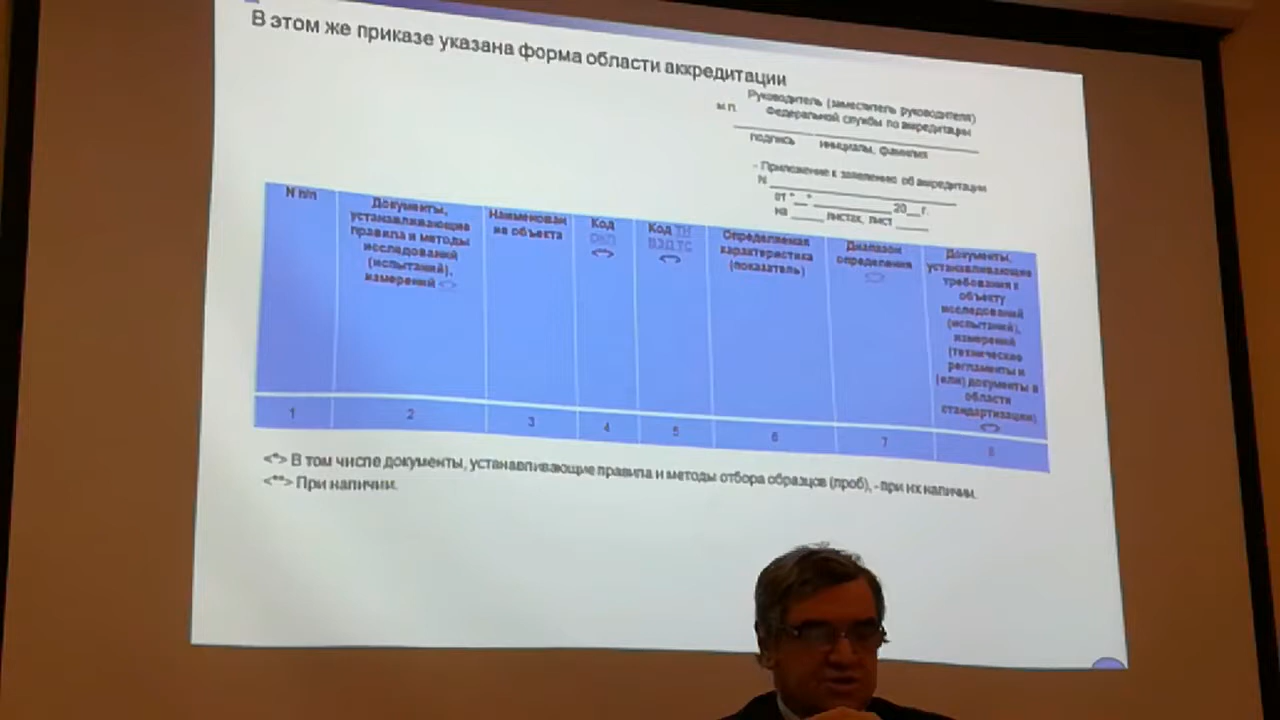 В этом же приказе указана форма области аккредитации
Руководитель (заместитель руководителя)
м.п.
Федеральной службы по аккредитации
подпись инициалы, фамилия
- Приложение к заявлению об аккредитации
N
от "__" ________ 20__г.
на _____ листах, лист _____
N п/п
Документы,
устанавливающие
правила и методы
исследований
(испытаний),
измерений
Наименован
ие объекта
Код
ОКП
Код ТН
ВЭД ТС
Определяемая
характеристика
(показатель)
Диапазон
определения
Документы,
устанавливающие
требования к
объекту
исследований
(испытаний),
измерений
(технические
регламенты и
(или) документы в
области
стандартизации)
1 2 3 4 5 6 7 8
<*> В том числе документы, устанавливающие правила и методы отбора образцов (проб), - при их наличии.
<**> При наличии.